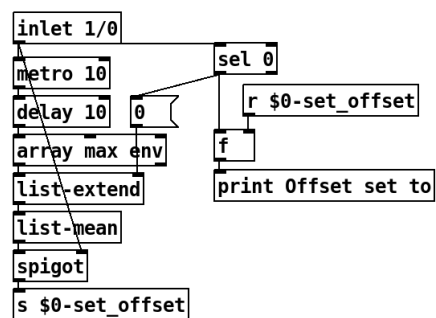 inlet 1/0
sel 0
metro 10
r $0-set_offset
delay 10
0
f
array max env
list-extend
print Offset set to
list-mean
spigot
s $0-set_offset